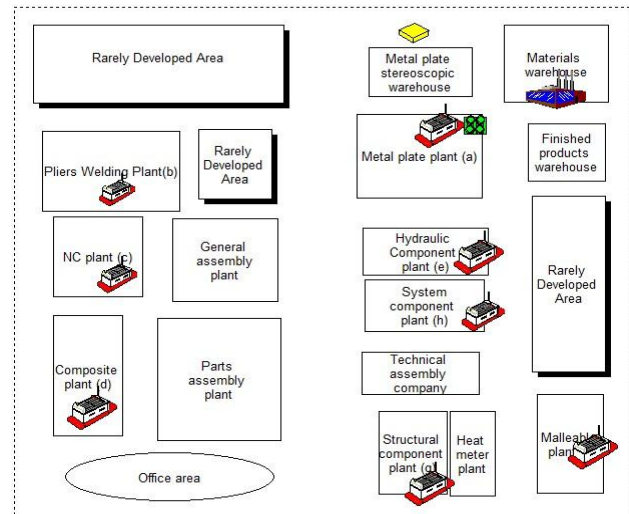 Rarely Developed Area
Metal plate
stereoscopic
warehouse
Materials
warehouse
Pliers Welding Plant(b)
Rarely
Developed
Area
Metal plate plant (a)
Finished
products
warehouse
NC plant (c)
General
assembly
plant
Hydraulic
Component
plant (e)
System
component
plant (h)
Rarely
Developed
Area
Composite
plant (d)
Parts
assembly
plant
Technical
assembly
company
Structural
component
plant (g)
Heat
meter
plant
Malleable
plant
Office area